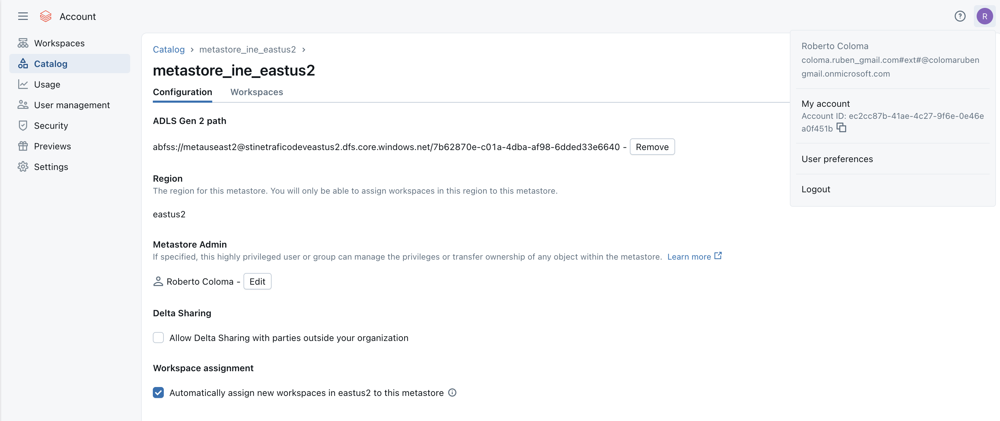 Account
R
Workspaces
Catalog
Usage
User management
Security
Previews
Settings
Catalog > metastore_ine_eastus2 >
metastore_ine_eastus2
Configuration Workspaces
ADLS Gen 2 path
abfss://metauseast2@stinetraficodeveastus2.dfs.core.windows.net/7b62870e-c01a-4dba-af98-6dded33e6640 - Remove
Region
The region for this metastore. You will only be able to assign workspaces in this region to this metastore.
eastus2
Metastore Admin
If specified, this highly privileged user or group can manage the privileges or transfer ownership of any object within the metastore. Learn more
Roberto Coloma - Edit
Delta Sharing
Allow Delta Sharing with parties outside your organization
Workspace assignment
Automatically assign new workspaces in eastus2 to this metastore
Roberto Coloma
coloma.ruben_gmail.com#ext#@colomaruben
gmail.onmicrosoft.com
My account
Account ID: ec2cc87b-41ae-4c27-9f6e-0e46e
a0f451b
User preferences
Logout